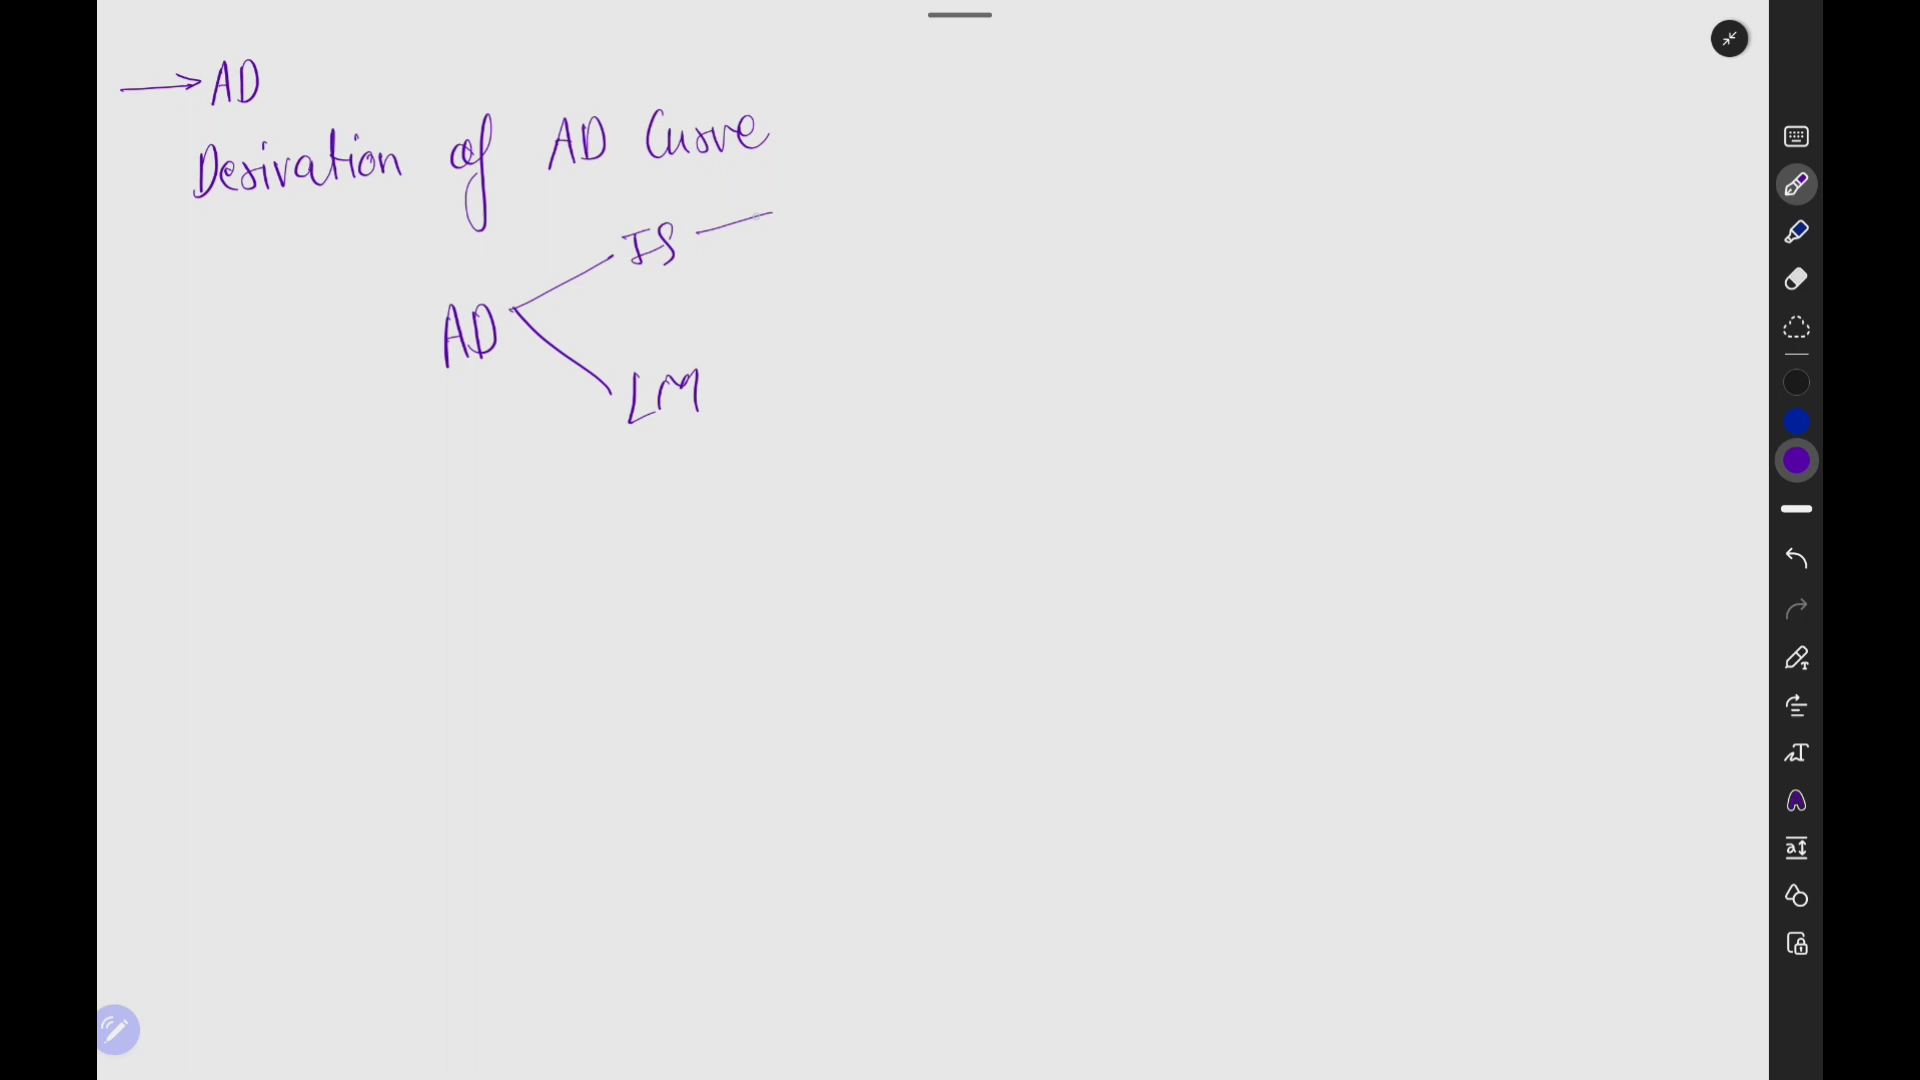 → AD
Derivation of AD Curve
IS —
AD
LM